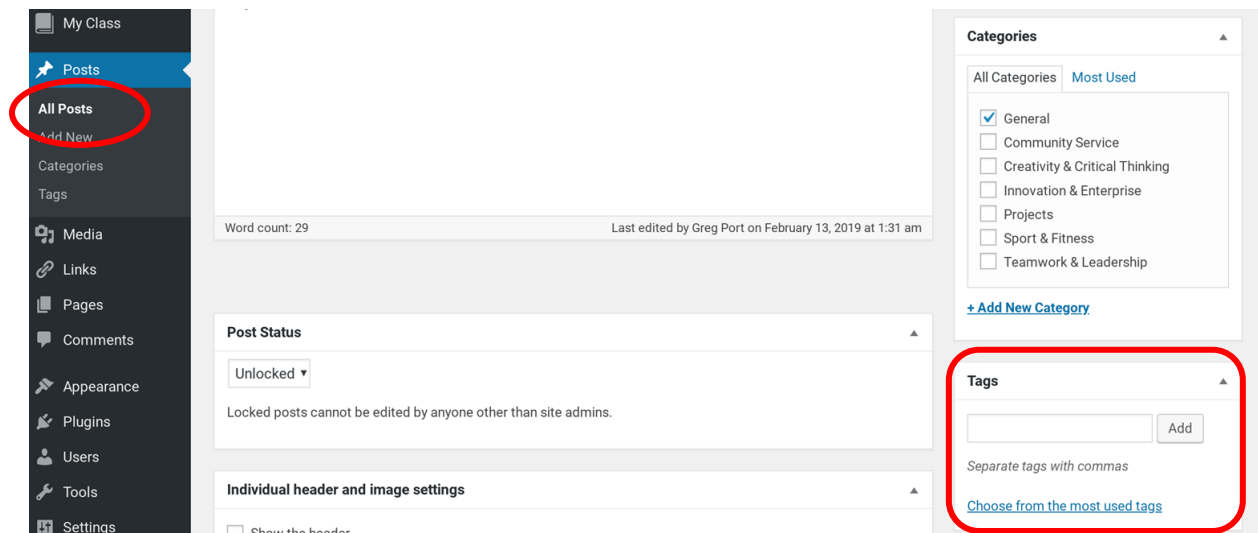 My Class
Posts
All Posts
Add New
Categories
Tags
Media
Links
Pages
Comments
Appearance
Plugins
Users
Tools
Settings
Word count: 29
Last edited by Greg Port on February 13, 2019 at 1:31 am
Post Status
Unlocked
Locked posts cannot be edited by anyone other than site admins.
Individual header and image settings
Show the header
Categories
All Categories Most Used
General
Community Service
Creativity & Critical Thinking
Innovation & Enterprise
Projects
Sport & Fitness
Teamwork & Leadership
+ Add New Category
Tags
Add
Separate tags with commas
Choose from the most used tags